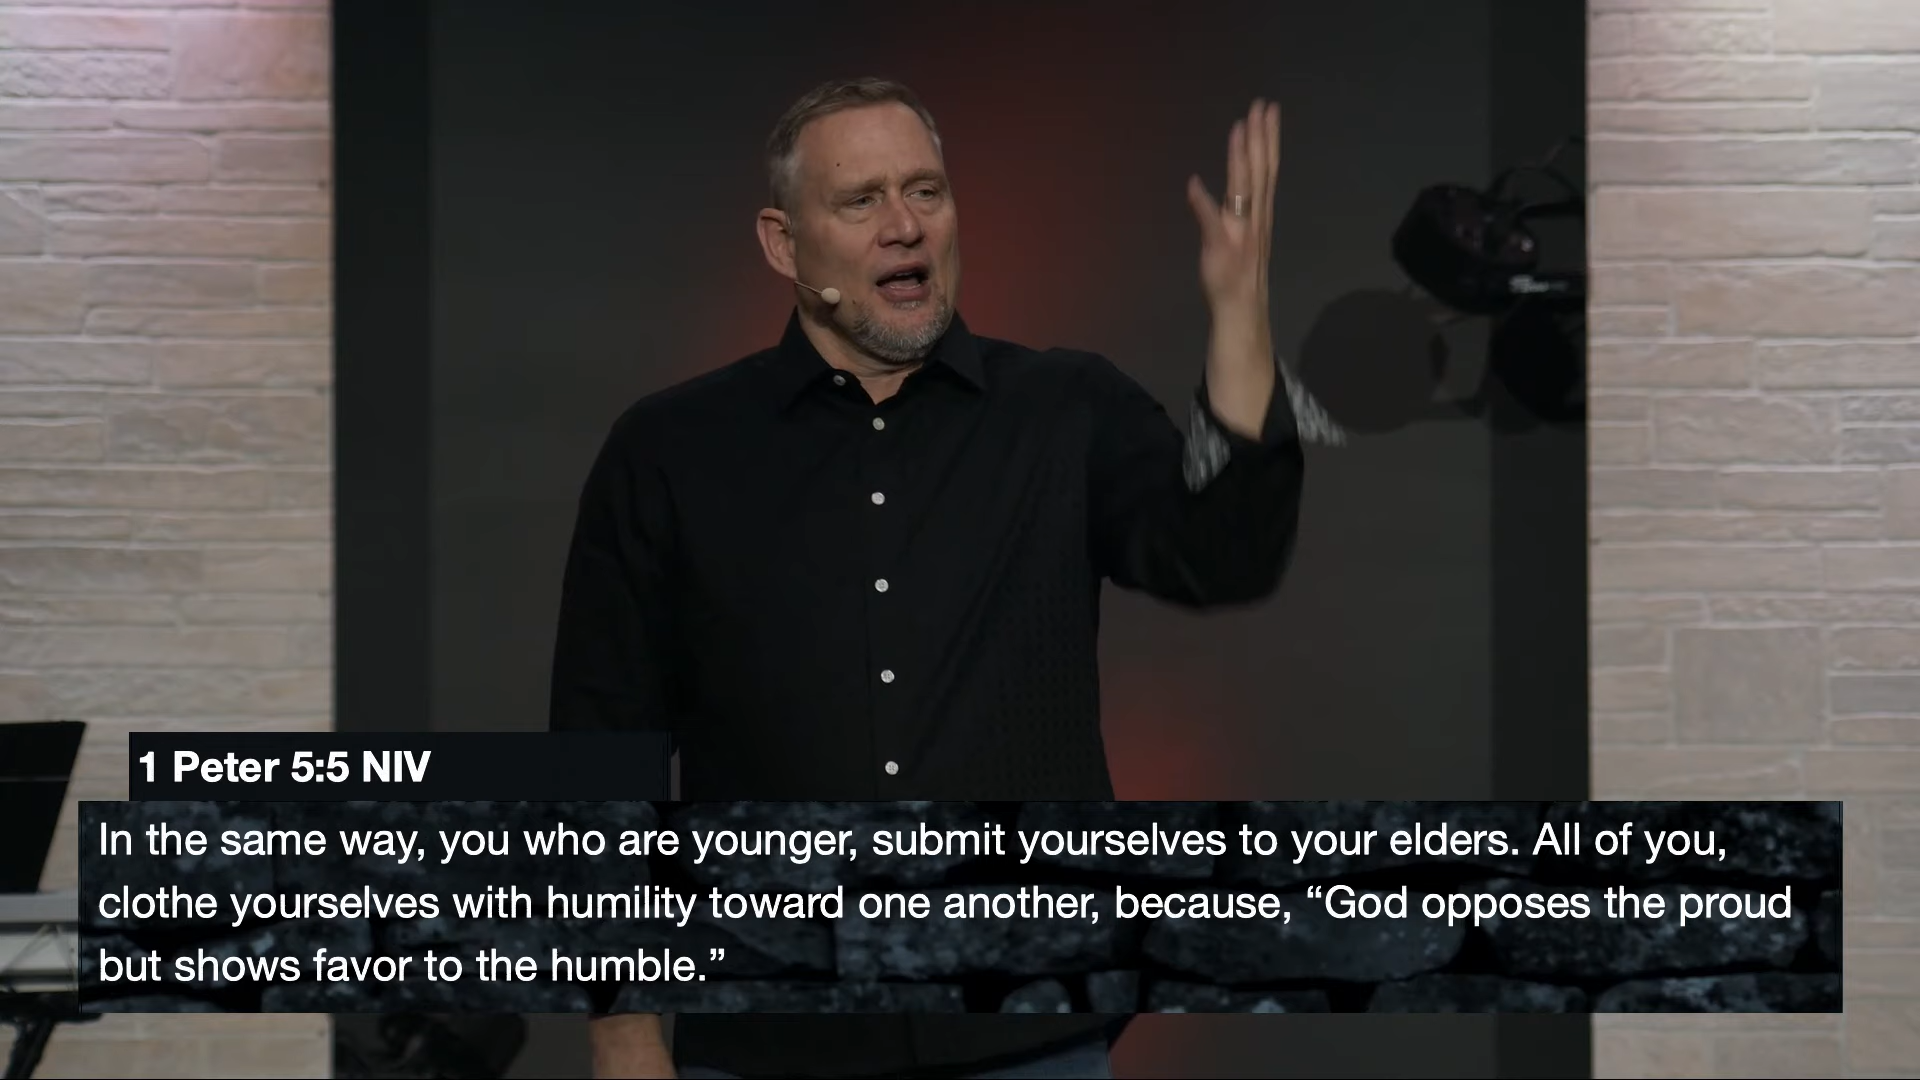 1 Peter 5:5 NIV
In the same way, you who are younger, submit yourselves to your elders. All of you,
clothe yourselves with humility toward one another, because, “God opposes the proud
but shows favor to the humble.”